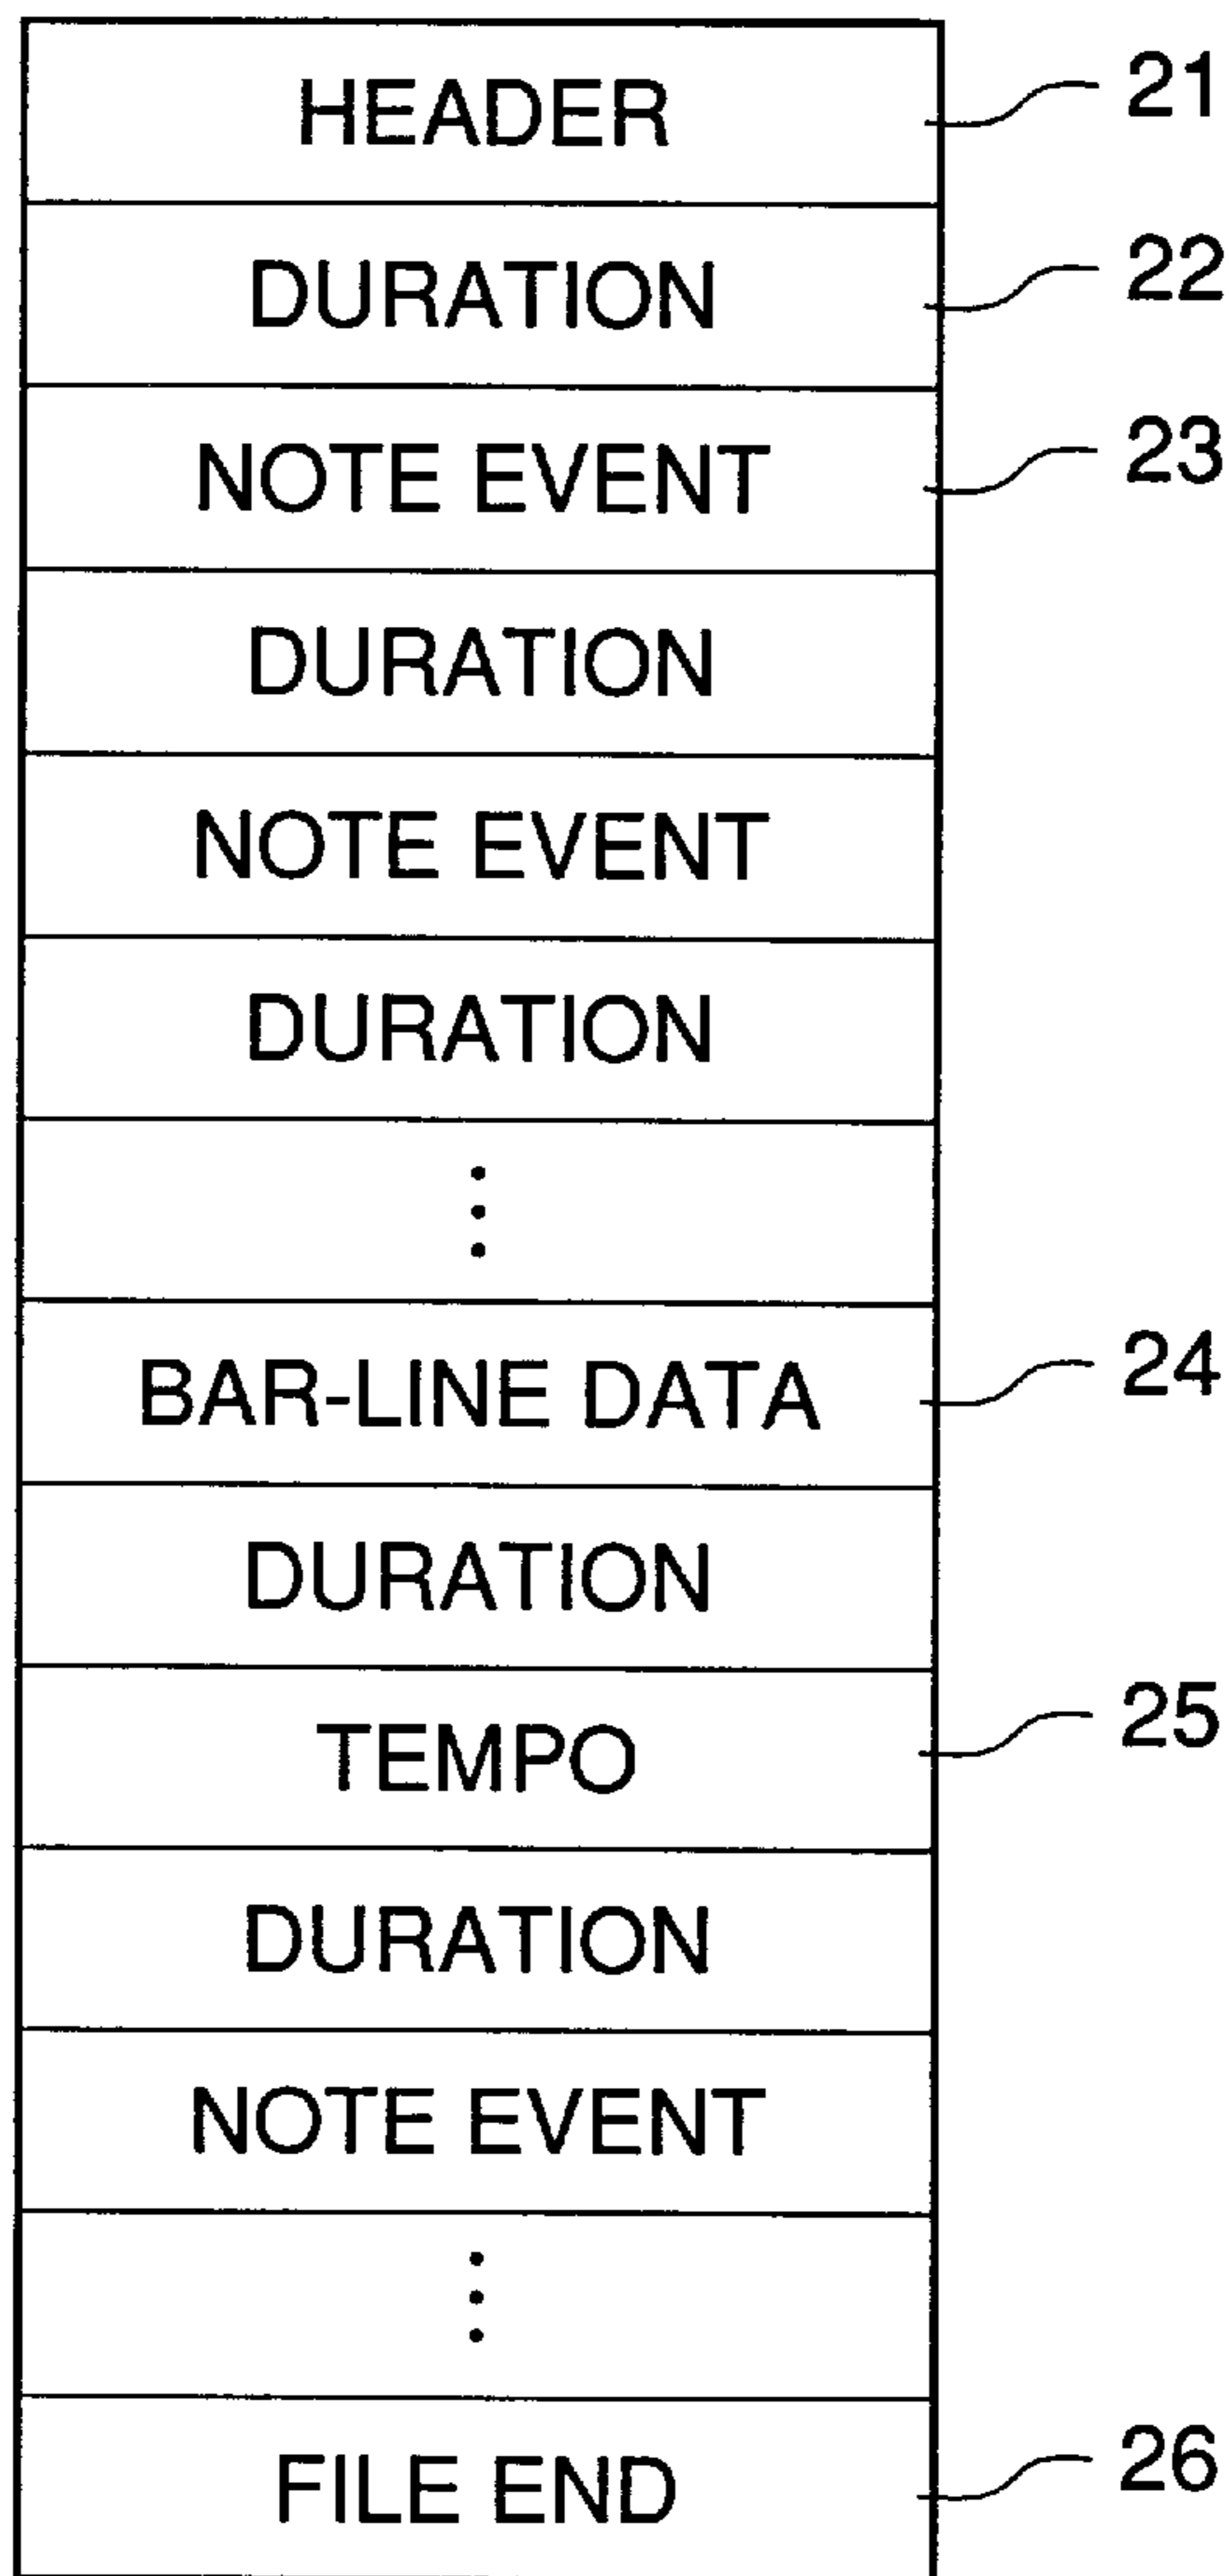 HEADER 21
DURATION 22
NOTE EVENT 23
DURATION
NOTE EVENT
DURATION
⋮
BAR-LINE DATA 24
DURATION
TEMPO 25
DURATION
NOTE EVENT
⋮
FILE END 26